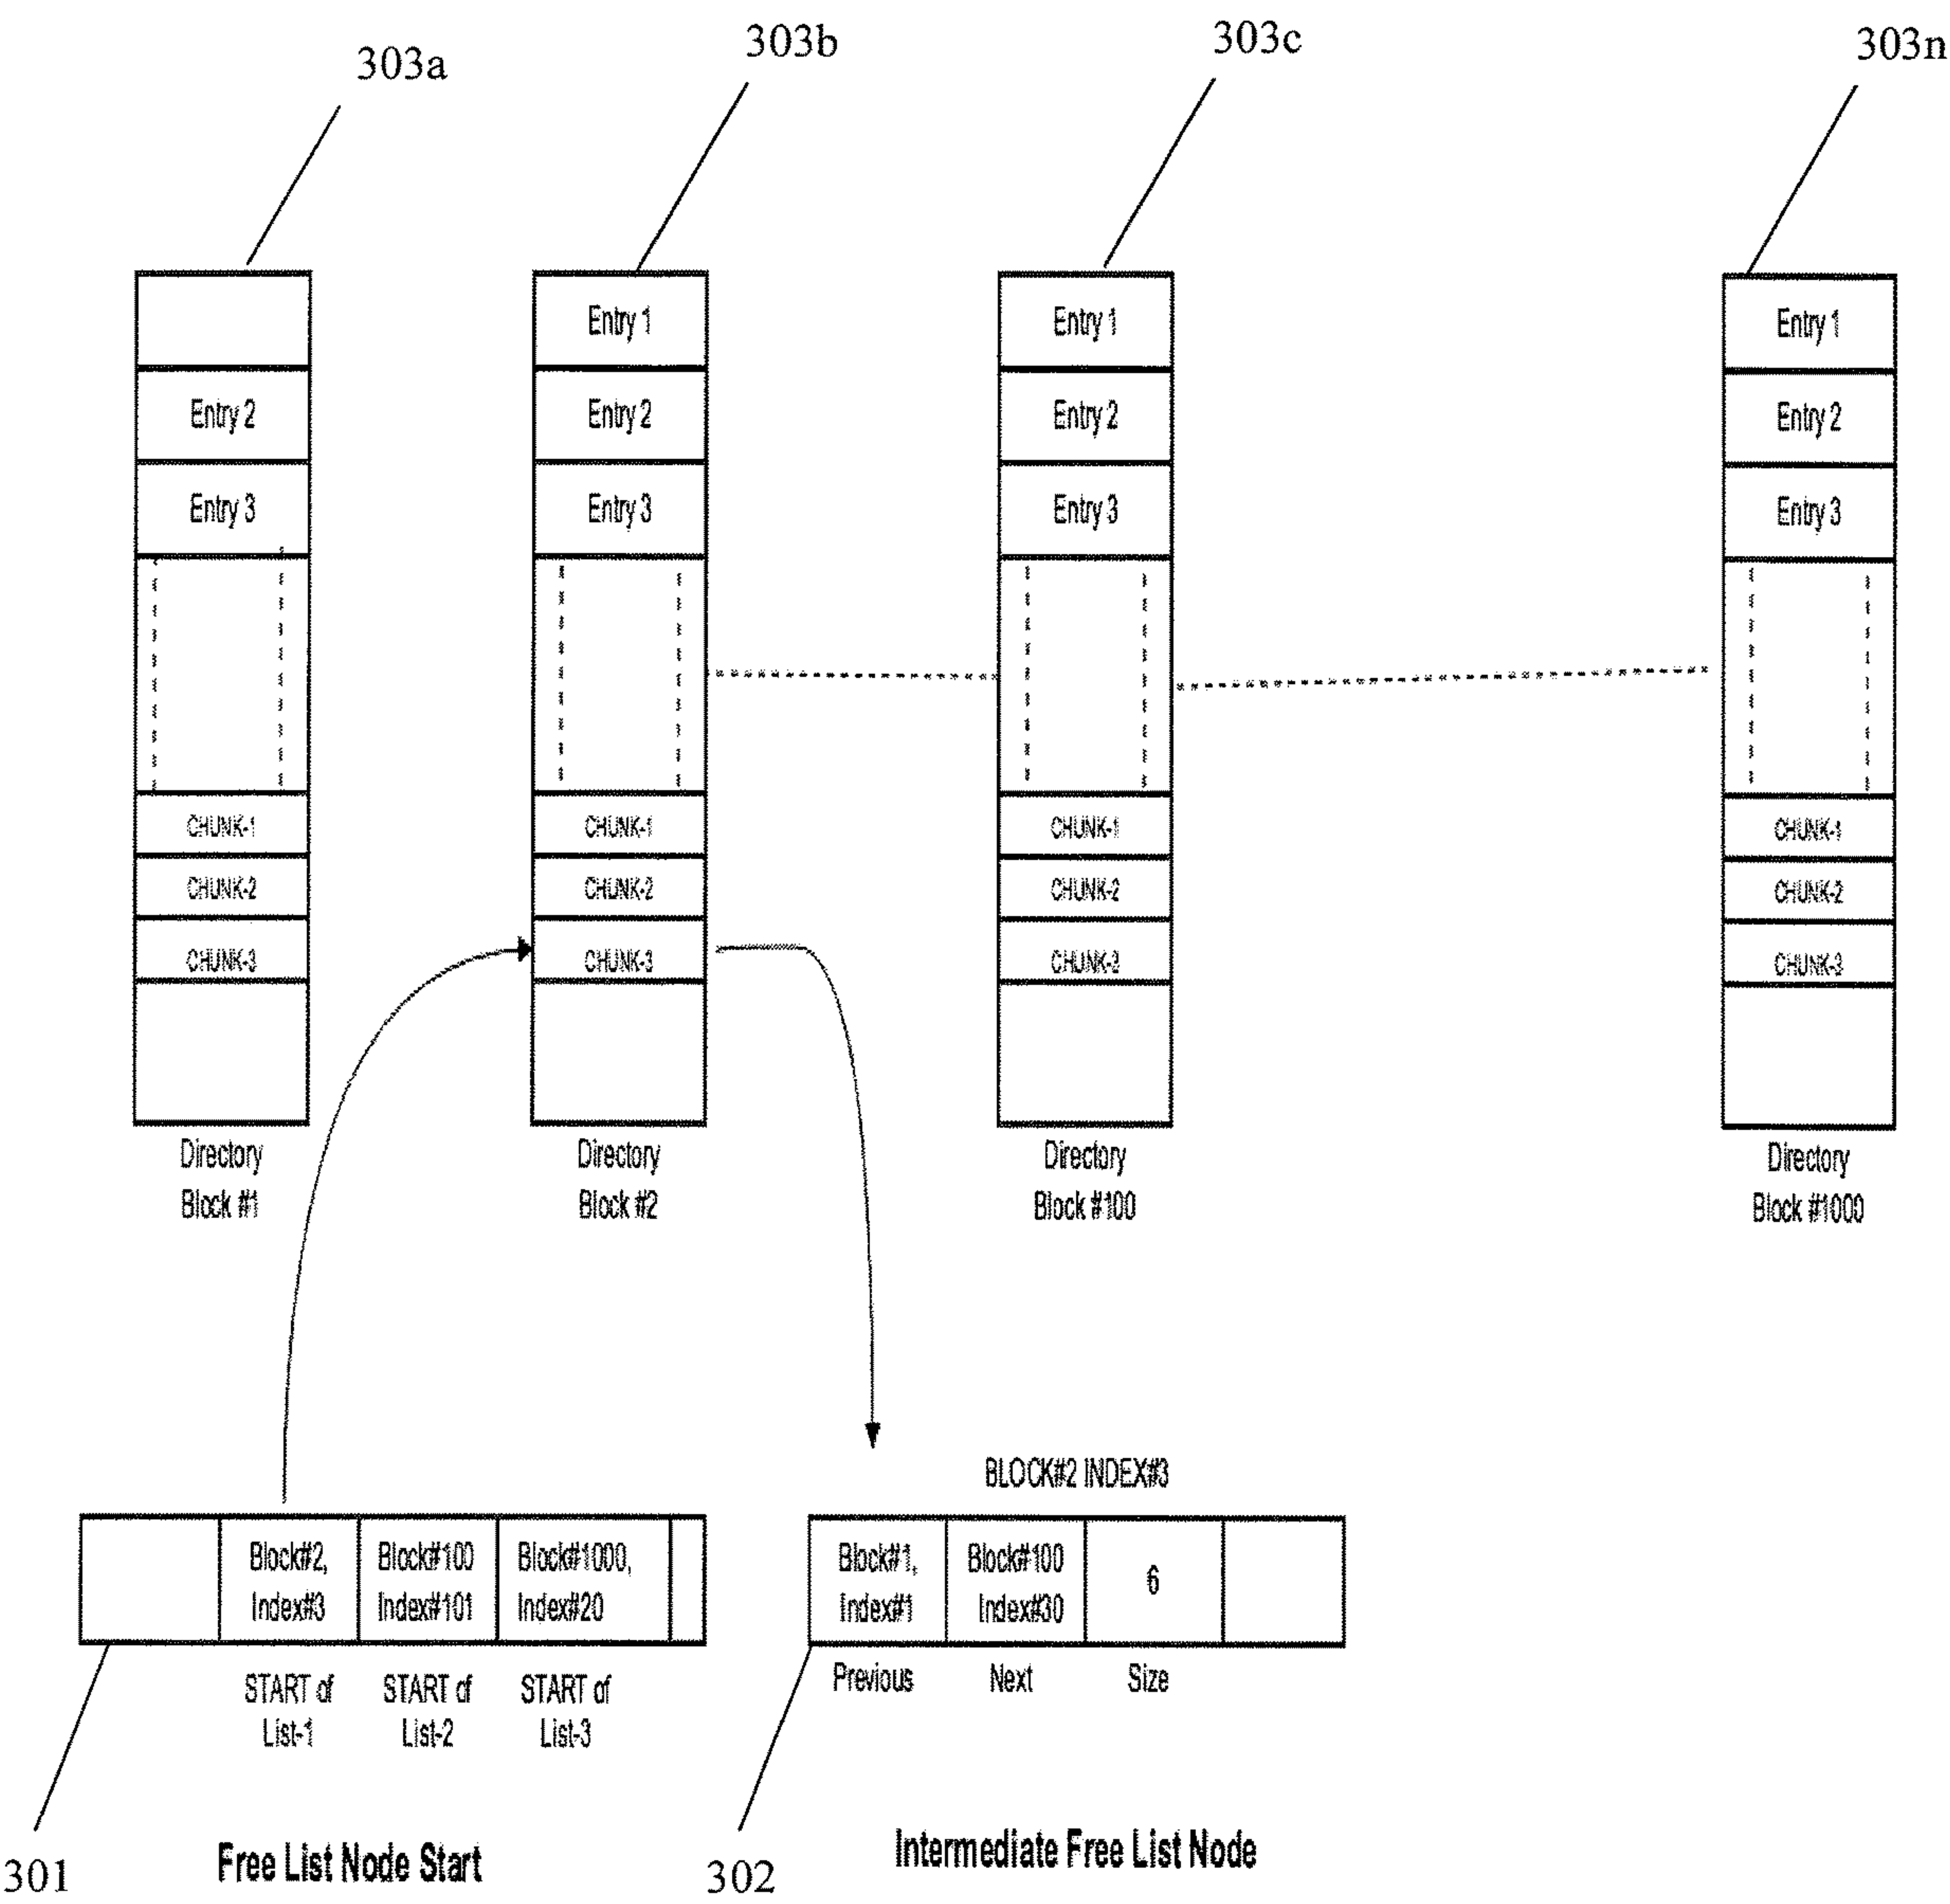 303a
303b
303c
303n
Entry 2
Entry 3
CHUNK-1
CHUNK-2
CHUNK-3
Directory
Block #1
Entry 1
Entry 2
Entry 3
CHUNK-1
CHUNK-2
CHUNK-3
Directory
Block #2
Entry 1
Entry 2
Entry 3
CHUNK-1
CHUNK-2
CHUNK-3
Directory
Block #100
Entry 1
Entry 2
Entry 3
CHUNK-1
CHUNK-2
CHUNK-3
Directory
Block #1000
Block#2,
Index#3
START of
List-1
Block#100
Index#101
START of
List-2
Block#1000,
Index#20
START of
List-3
301
Free List Node Start
BLOCK#2 INDEX#3
Block#1,
Index#1
Previous
Block#100
Index#30
Next
6
Size
302
Intermediate Free List Node